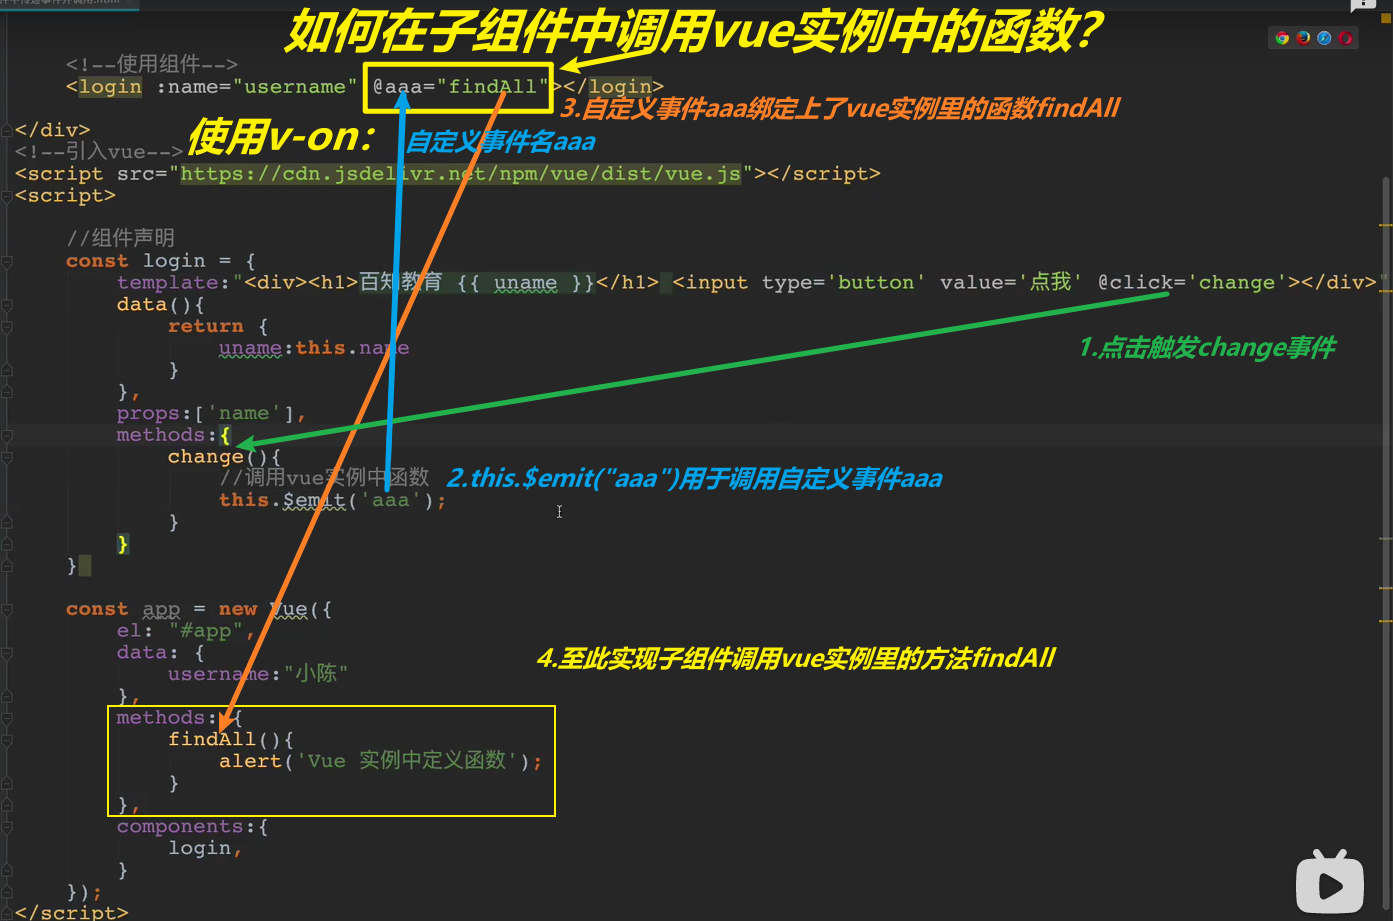 如何在子组件中调用vue实例中的函数?
<!--使用组件-->
<login :name="username" @aaa="findAll"></login>
3.自定义事件aaa绑定上了vue实例里的函数findAll
</div>
使用v-on:
自定义事件名aaa
<!--引入vue-->
<script src="https://cdn.jsdelivr.net/npm/vue/dist/vue.js"></script>
<script>
//组件声明
const login = {
template:"<div><h1>百知教育 {{ uname }}</h1> <input type='button' value='点我' @click='change'></div>"
data(){
return {
uname:this.name
1.点击触发change事件
}
},
props:['name'],
methods:{
change(){
//调用vue实例中函数
2.this.$emit("aaa")用于调用自定义事件aaa
this.$emit('aaa');
}
}
}
const app = new Vue({
el: "#app",
data: {
4.至此实现子组件调用vue实例里的方法findAll
username:"小陈"
},
methods: {
findAll(){
alert('Vue 实例中定义函数');
}
},
components:{
login,
}
});
</script>